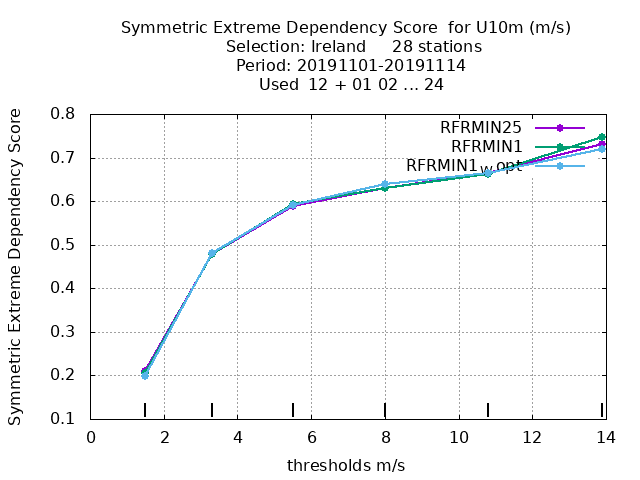 Symmetric Extreme Dependency Score  for U10m (m/s)
Selection: Ireland     28 stations
Period: 20191101-20191114
Used  12 + 01 02 ... 24
Symmetric Extreme Dependency Score
0.8
0.7
0.6
0.5
0.4
0.3
0.2
0.1
RFRMIN25
RFRMIN1
RFRMIN1w opt
0 2 4 6 8 10 12 14
thresholds m/s